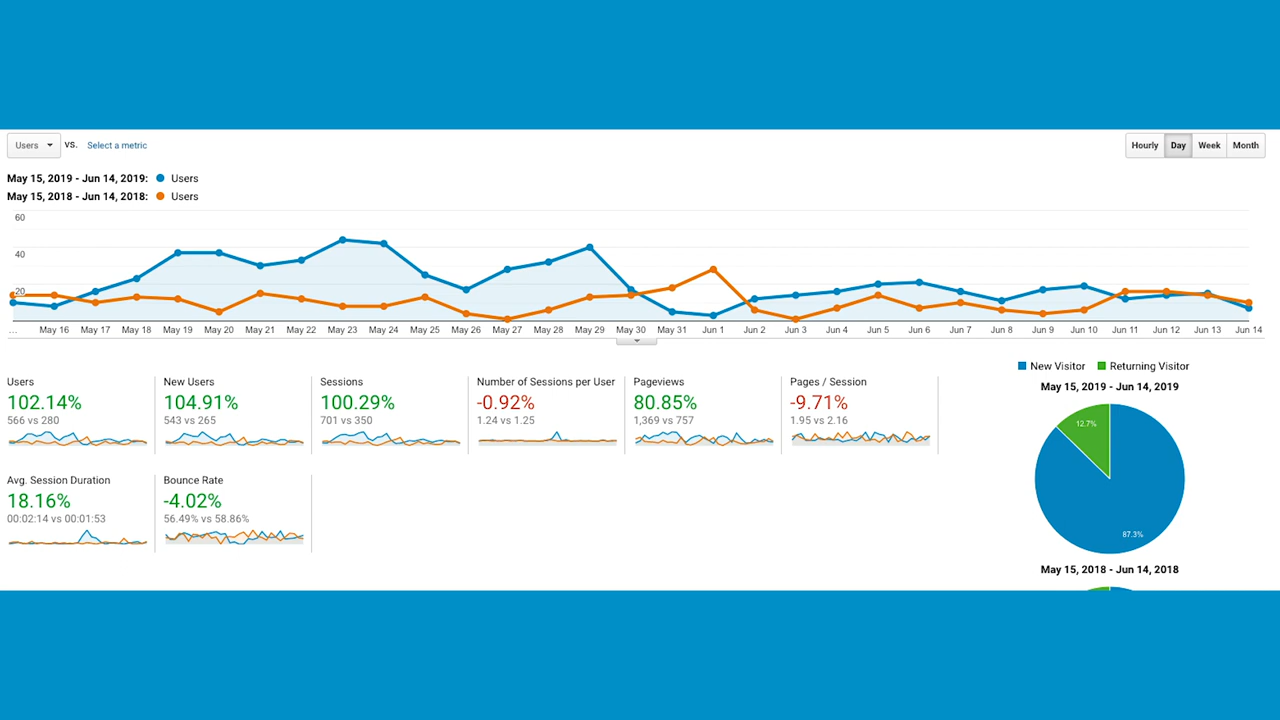 Users vs. Select a metric Hourly Day Week Month
May 15, 2019 - Jun 14, 2019: Users
May 15, 2018 - Jun 14, 2018: Users
60
40
20
... May 16 May 17 May 18 May 19 May 20 May 21 May 22 May 23 May 24 May 25 May 26 May 27 May 28 May 29 May 30 May 31 Jun 1 Jun 2 Jun 3 Jun 4 Jun 5 Jun 6 Jun 7 Jun 8 Jun 9 Jun 10 Jun 11 Jun 12 Jun 13 Jun 14
Users
102.14%
566 vs 280
New Users
104.91%
543 vs 265
Sessions
100.29%
701 vs 350
Number of Sessions per User
-0.92%
1.24 vs 1.25
Pageviews
80.85%
1,369 vs 757
Pages / Session
-9.71%
1.95 vs 2.16
Avg. Session Duration
18.16%
00:02:14 vs 00:01:53
Bounce Rate
-4.02%
56.49% vs 58.86%
New Visitor Returning Visitor
May 15, 2019 - Jun 14, 2019
12.7%
87.3%
May 15, 2018 - Jun 14, 2018